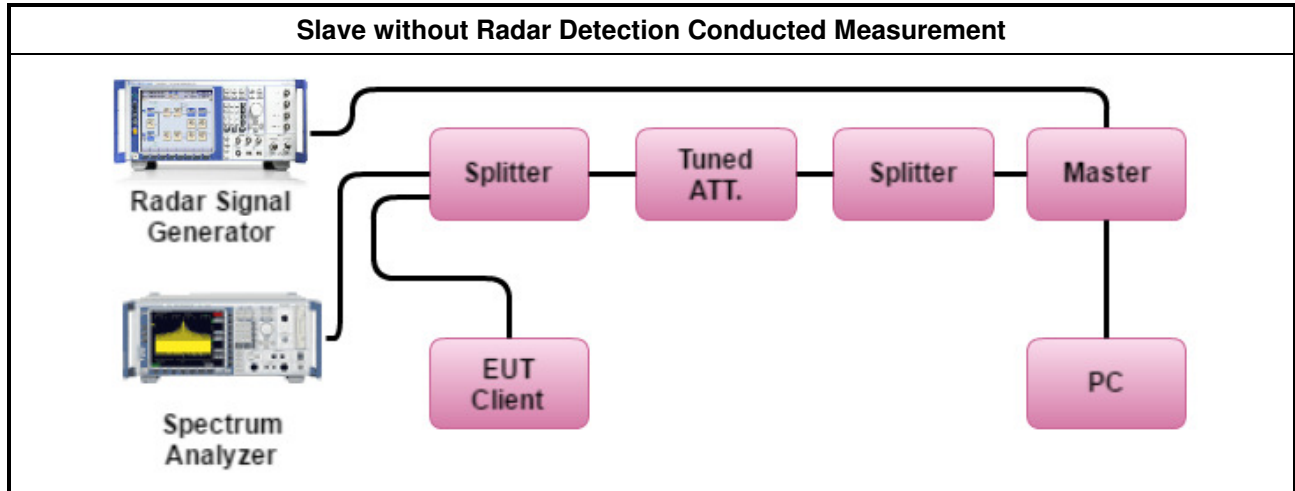 Slave without Radar Detection Conducted Measurement
Radar Signal
Generator
Splitter
Tuned
ATT.
Splitter
Master
Spectrum
Analyzer
EUT
Client
PC